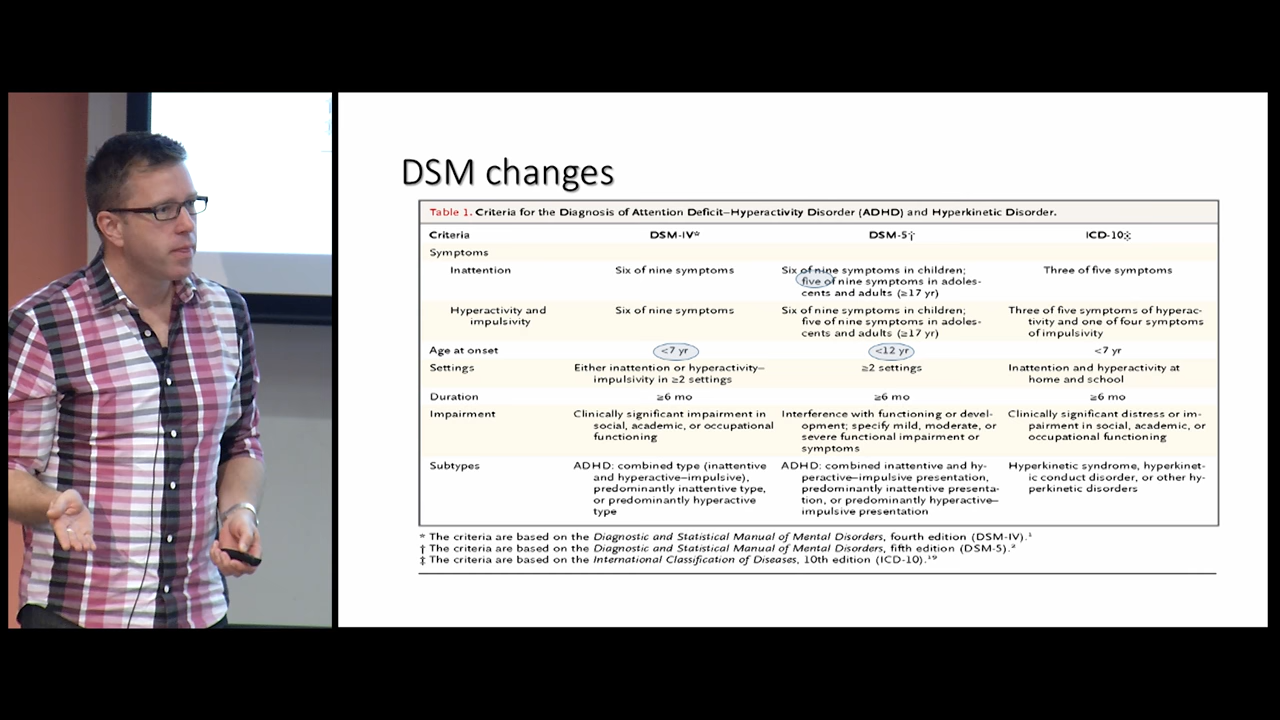 DSM changes
Table 1. Criteria for the Diagnosis of Attention Deficit–Hyperactivity Disorder (ADHD) and Hyperkinetic Disorder.
Criteria DSM-IV* DSM-5† ICD-10‡
Symptoms
Inattention Six of nine symptoms Six of nine symptoms in children; Three of five symptoms
five of nine symptoms in adoles-
cents and adults (≥17 yr)
Hyperactivity and Six of nine symptoms Six of nine symptoms in children; Three of five symptoms of hyperac-
impulsivity five of nine symptoms in adoles- tivity and one of four symptoms
cents and adults (≥17 yr) of impulsivity
Age at onset <7 yr <12 yr <7 yr
Settings Either inattention or hyperactivity– ≥2 settings Inattention and hyperactivity at
impulsivity in ≥2 settings home and school
Duration ≥6 mo ≥6 mo ≥6 mo
Impairment Clinically significant impairment in Interference with functioning or devel- Clinically significant distress or im-
social, academic, or occupational opment; specify mild, moderate, or pairment in social, academic, or
functioning severe functional impairment or occupational functioning
symptoms
Subtypes ADHD: combined type (inattentive ADHD: combined inattentive and hy- Hyperkinetic syndrome, hyperkinet-
and hyperactive–impulsive), peractive–impulsive presentation, ic conduct disorder, or other hy-
predominantly inattentive type, predominantly inattentive presenta- perkinetic disorders
or predominantly hyperactive tion, or predominantly hyperactive–
type impulsive presentation
* The criteria are based on the Diagnostic and Statistical Manual of Mental Disorders, fourth edition (DSM-IV).¹
† The criteria are based on the Diagnostic and Statistical Manual of Mental Disorders, fifth edition (DSM-5).²
‡ The criteria are based on the International Classification of Diseases, 10th edition (ICD-10).¹⁹